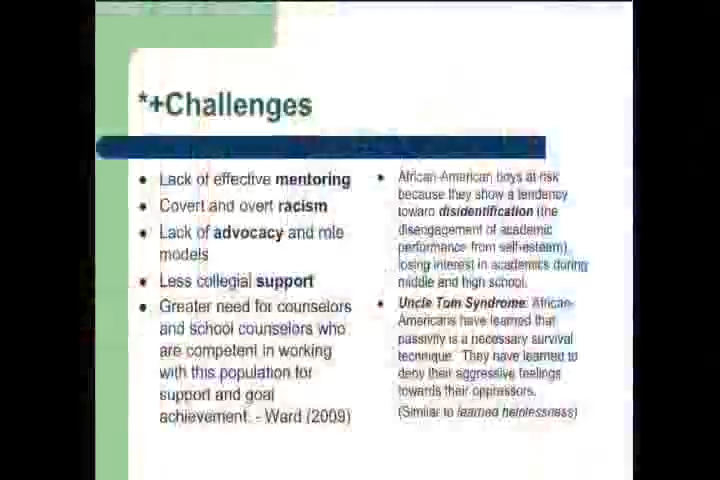 *+Challenges
Lack of effective mentoring
Covert and overt racism
Lack of advocacy and role
models
Less collegial support
Greater need for counselors
and school counselors who
are competent in working
with this population for
support and goal
achievement. - Ward (2009)
African-American boys at-risk
because they show a tendency
toward disidentification (the
disengagement of academic
performance from self-esteem),
losing interest in academics during
middle and high school.
Uncle Tom Syndrome: African-
Americans have learned that
passivity is a necessary survival
technique. They have learned to
deny their aggressive feelings
towards their oppressors.
(Similar to learned helplessness)